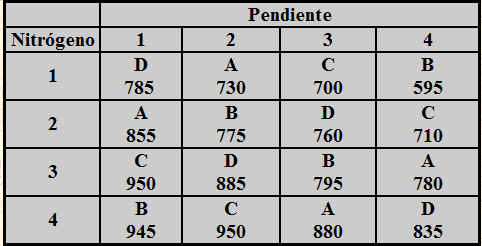 Pendiente
Nitrógeno 1 2 3 4
1 D A C B
785 730 700 595
2 A B D C
855 775 760 710
3 C D B A
950 885 795 780
4 B C A D
945 950 880 835